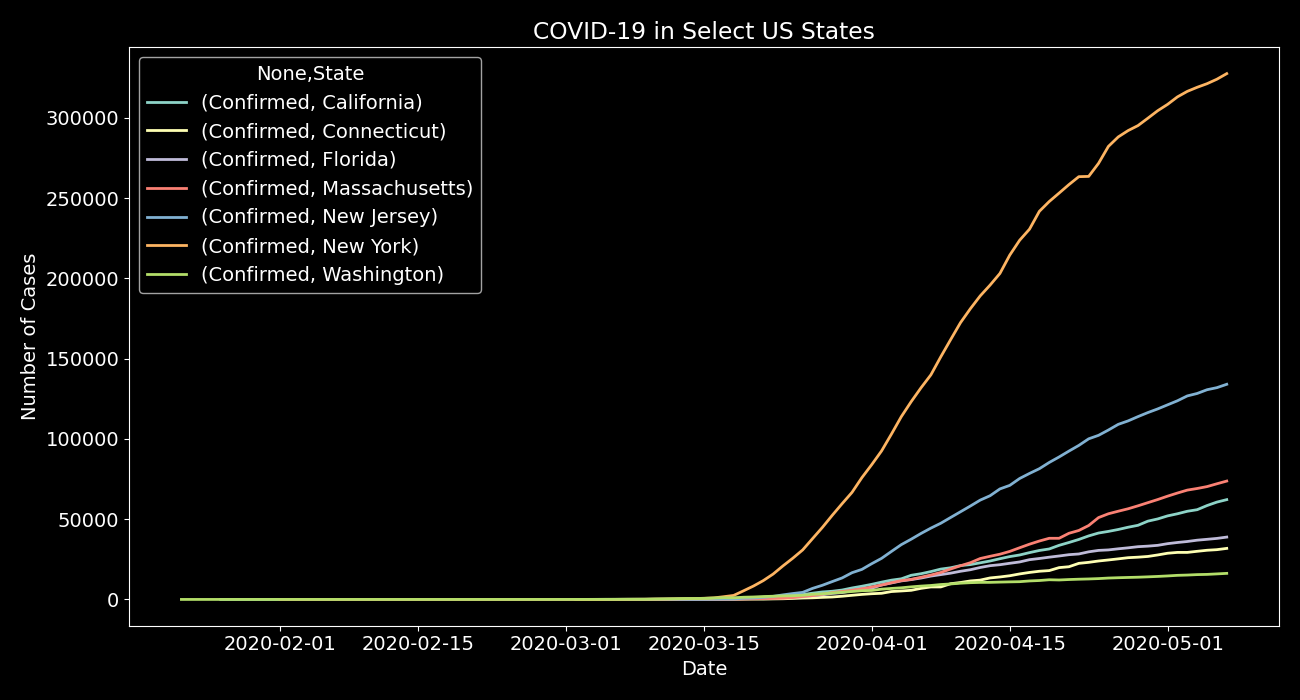 COVID-19 in Select US States
None,State
(Confirmed, California)
(Confirmed, Connecticut)
(Confirmed, Florida)
(Confirmed, Massachusetts)
(Confirmed, New Jersey)
(Confirmed, New York)
(Confirmed, Washington)
Number of Cases
300000
250000
200000
150000
100000
50000
0
2020-02-01
2020-02-15
2020-03-01
2020-03-15
2020-04-01
2020-04-15
2020-05-01
Date